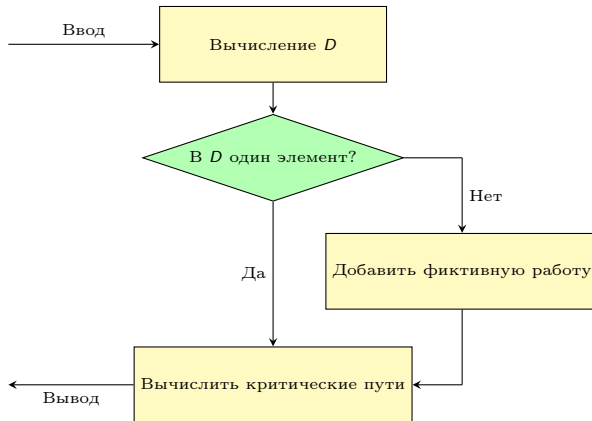 Ввод
Вычисление D
В D один элемент?
Нет
Добавить фиктивную работу
Да
Вычислить критические пути
Вывод